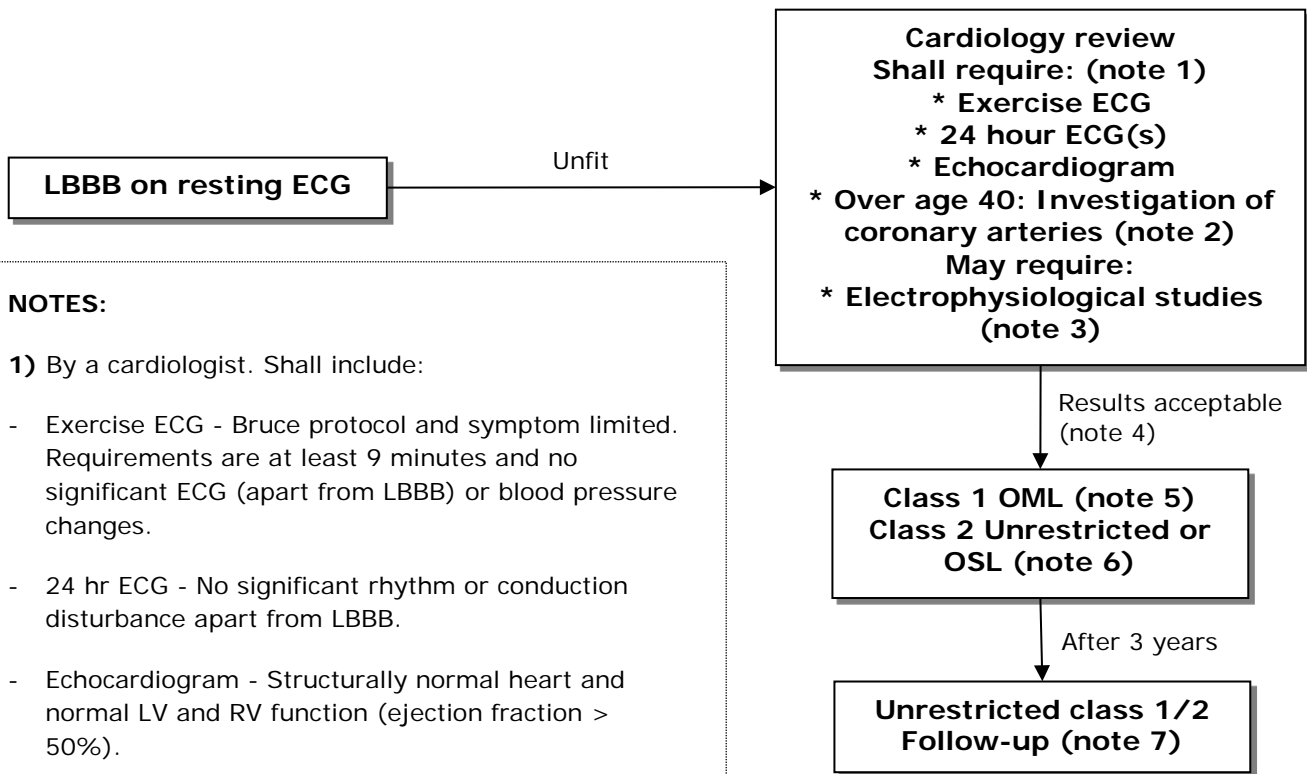 Cardiology review
Shall require: (note 1)
* Exercise ECG
* 24 hour ECG(s)
* Echocardiogram
* Over age 40: Investigation of
coronary arteries (note 2)
May require:
* Electrophysiological studies
(note 3)
Unfit
LBBB on resting ECG
NOTES:
1) By a cardiologist. Shall include:
- Exercise ECG - Bruce protocol and symptom limited.
Requirements are at least 9 minutes and no
significant ECG (apart from LBBB) or blood pressure
changes.
- 24 hr ECG - No significant rhythm or conduction
disturbance apart from LBBB.
- Echocardiogram - Structurally normal heart and
normal LV and RV function (ejection fraction >
50%).
Results acceptable
(note 4)
Class 1 OML (note 5)
Class 2 Unrestricted or
OSL (note 6)
After 3 years
Unrestricted class 1/2
Follow-up (note 7)